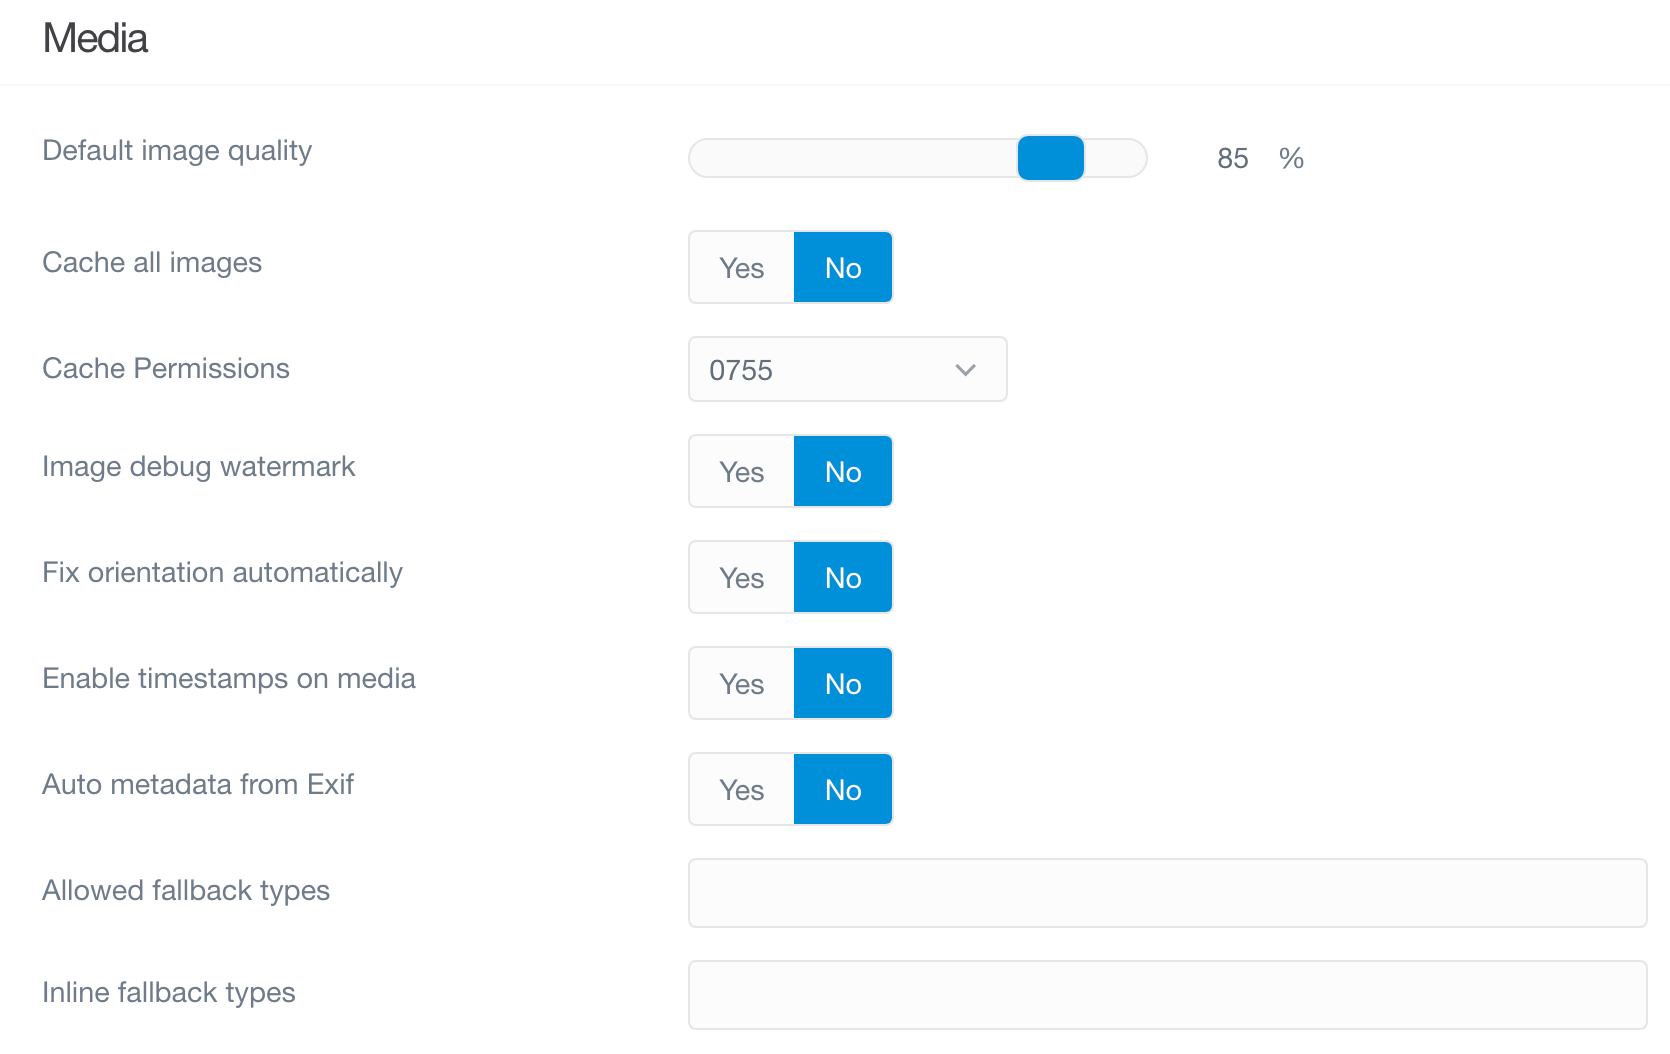 Media
Default image quality 85 %
Cache all images Yes No
Cache Permissions 0755
Image debug watermark Yes No
Fix orientation automatically Yes No
Enable timestamps on media Yes No
Auto metadata from Exif Yes No
Allowed fallback types
Inline fallback types